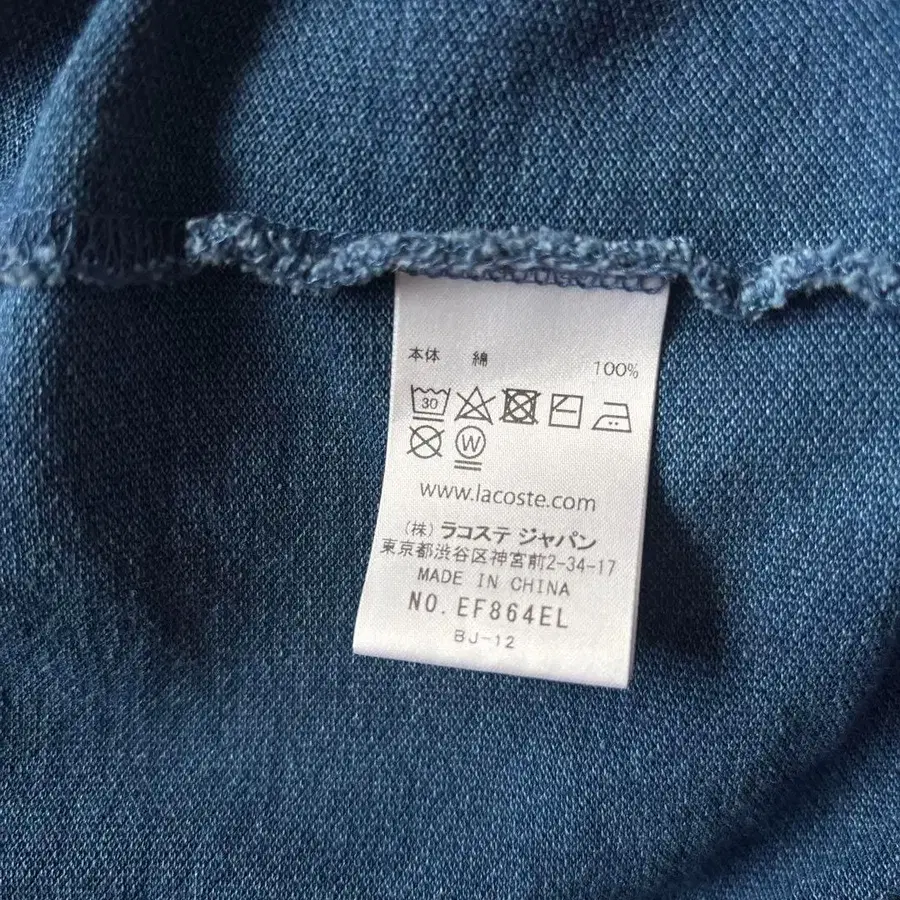 本体 綿 100%
30
W
www.lacoste.com
(株) ラコステ ジャパン
東京都渋谷区神宮前2-34-17
MADE IN CHINA
NO. EF864EL
BJ-12